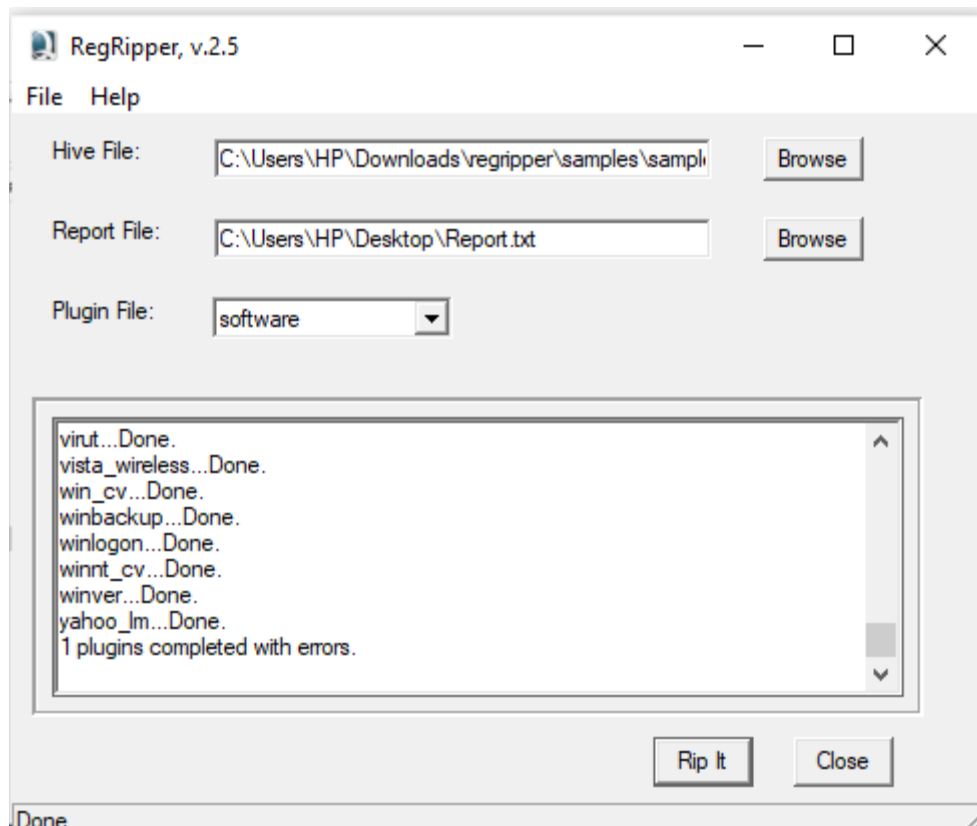 RegRipper, v.2.5
File Help
Hive File: C:\Users\HP\Downloads\regripper\samples\sampl Browse
Report File: C:\Users\HP\Desktop\Report.txt Browse
Plugin File: software
virut...Done.
vista_wireless...Done.
win_cv...Done.
winbackup...Done.
winlogon...Done.
winnt_cv...Done.
winver...Done.
yahoo_lm...Done.
1 plugins completed with errors.
Rip It Close
Done